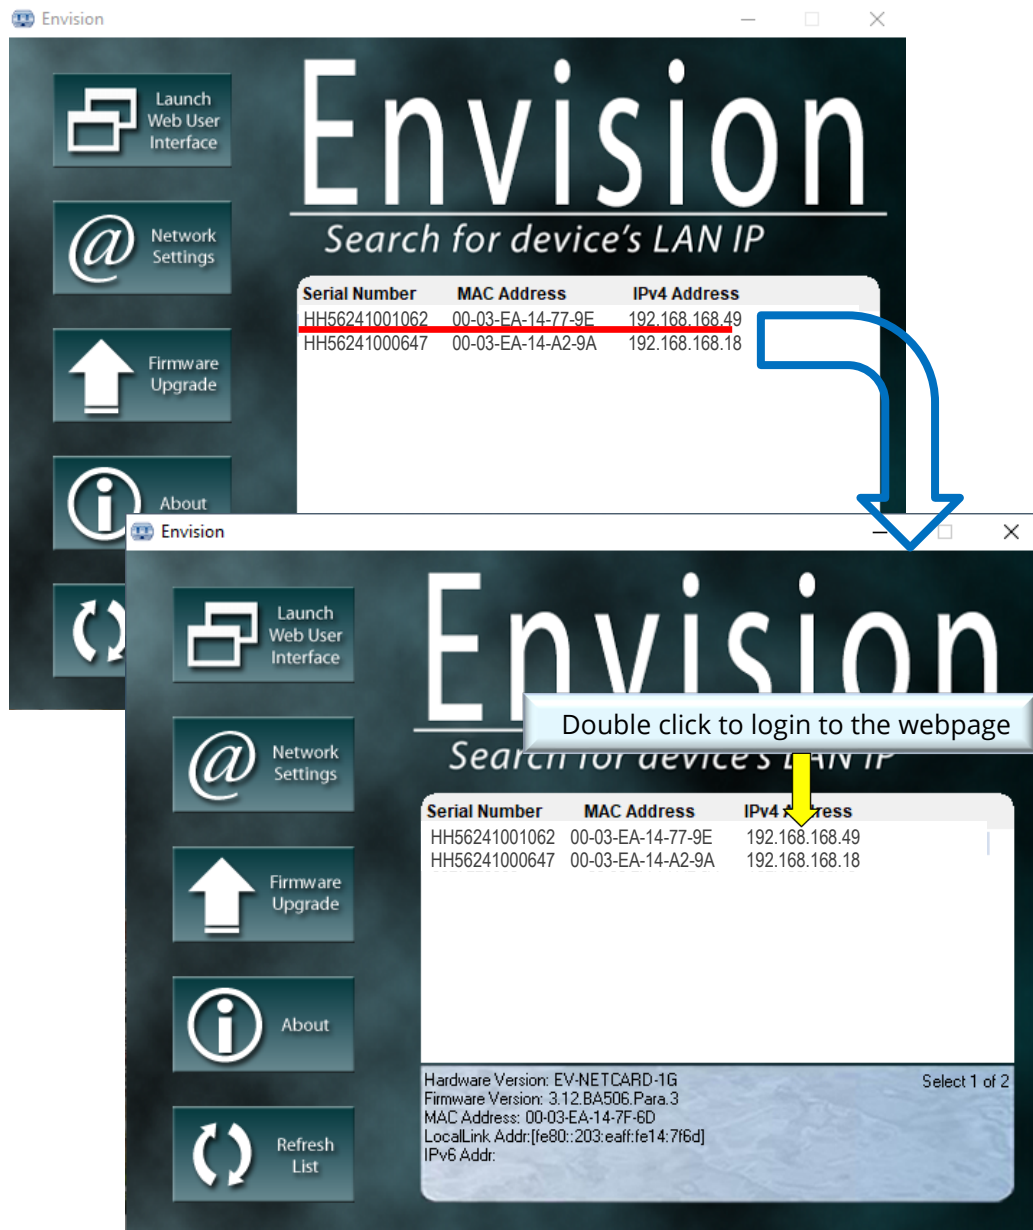 Envision
Launch
Web User
Interface
Network
Settings
Firmware
Upgrade
About
Envision
Search for device's LAN IP
Serial Number MAC Address IPv4 Address
HH56241001062 00-03-EA-14-77-9E 192.168.168.49
HH56241000647 00-03-EA-14-A2-9A 192.168.168.18
Envision
Launch
Web User
Interface
Network
Settings
Firmware
Upgrade
About
Refresh
List
Envision
Double click to login to the webpage
Search for device's LAN IP
Serial Number MAC Address IPv4 Address
HH56241001062 00-03-EA-14-77-9E 192.168.168.49
HH56241000647 00-03-EA-14-A2-9A 192.168.168.18
Hardware Version: EV-NETCARD-1G Select 1 of 2
Firmware Version: 3.12.BA506.Para.3
MAC Address: 00-03-EA-14-7F-6D
LocalLink Addr:[fe80::203:eaff:fe14:7f6d]
IPv6 Addr: